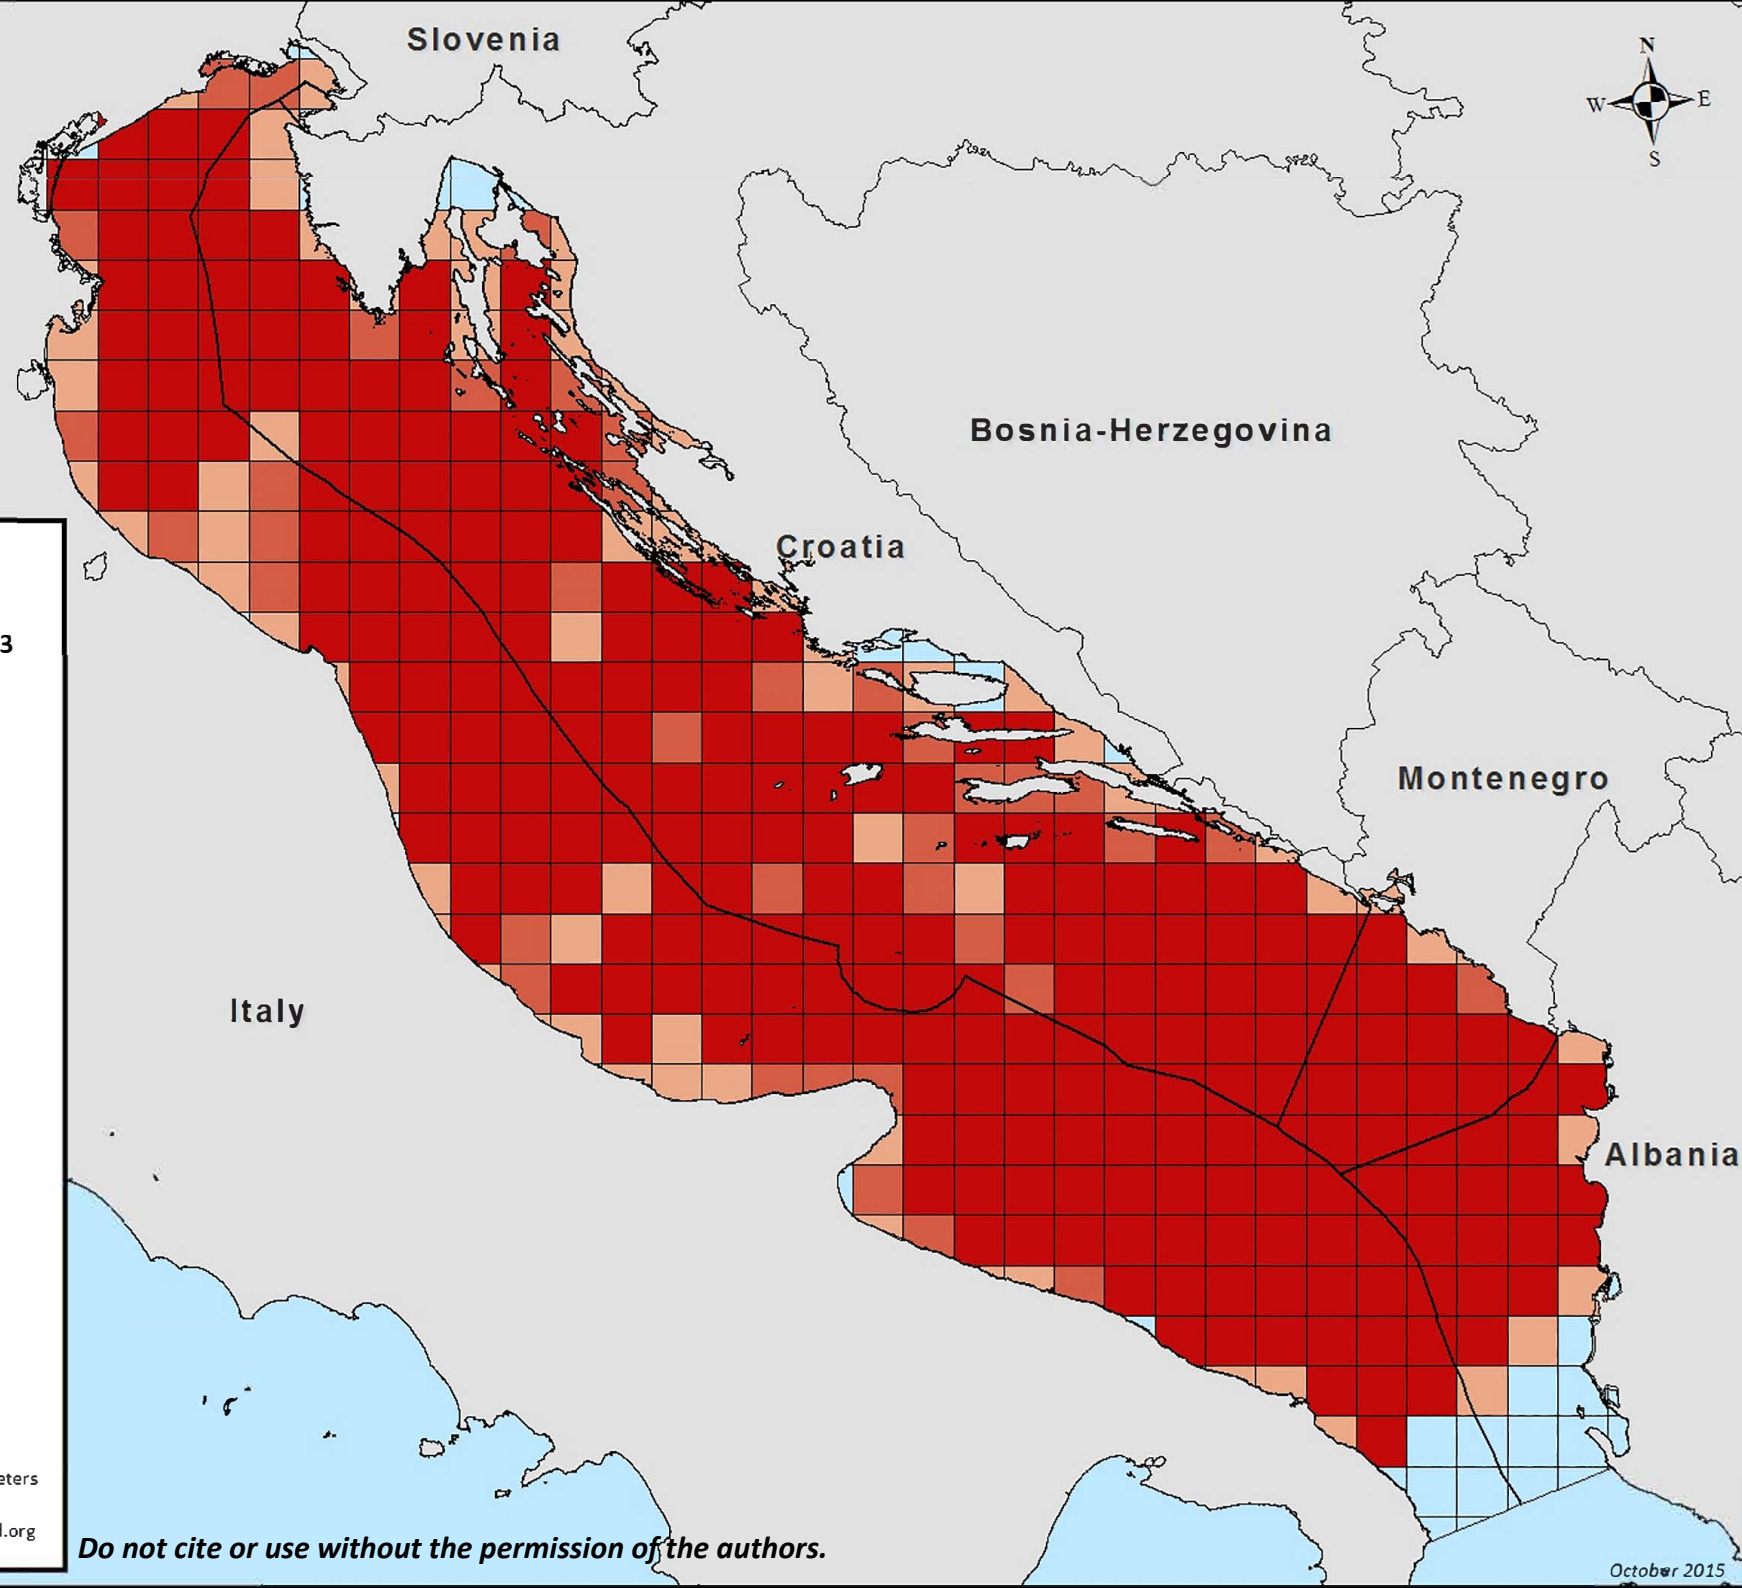 Slovenia
N
W E
S
Bosnia-Herzegovina
3
Croatia
Montenegro
Italy
Albania
eters
l.org
Do not cite or use without the permission of the authors.
October 2015